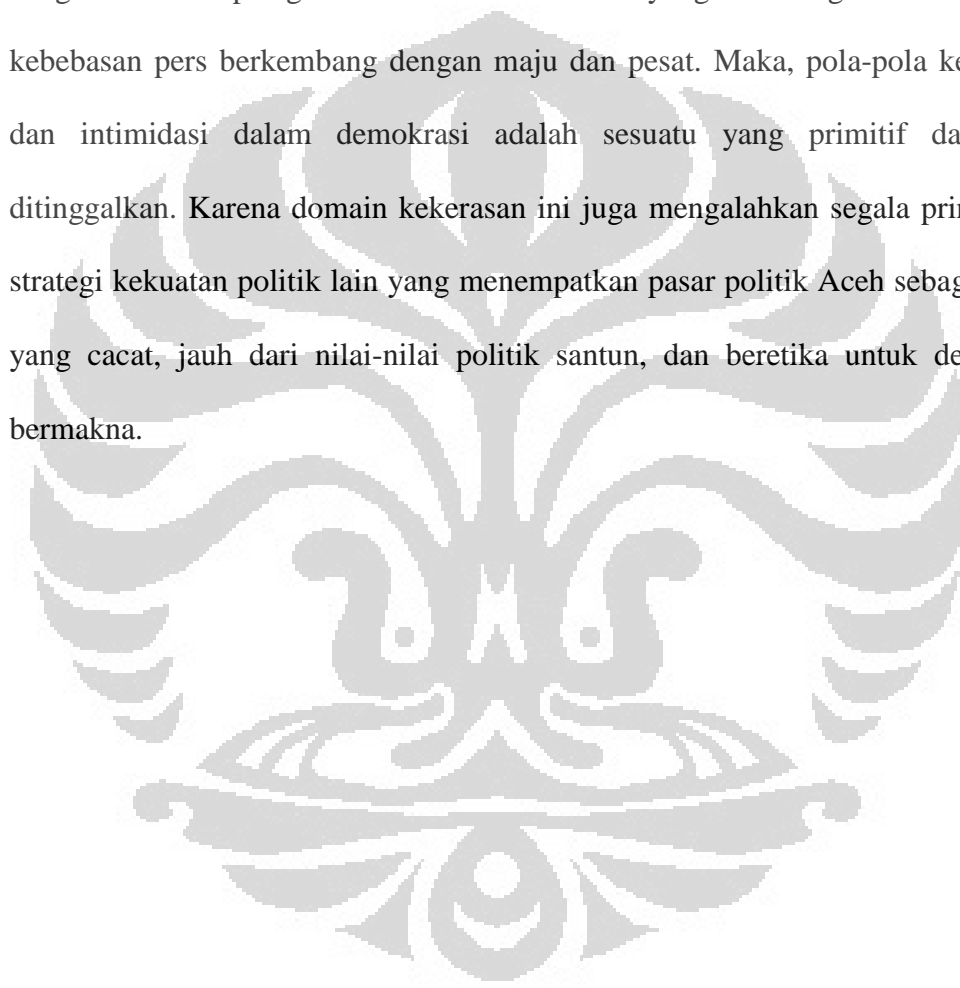 kebebasan pers berkembang dengan maju dan pesat. Maka, pola-pola ke
dan intimidasi dalam demokrasi adalah sesuatu yang primitif da
ditinggalkan. Karena domain kekerasan ini juga mengalahkan segala pri
strategi kekuatan politik lain yang menempatkan pasar politik Aceh sebag
yang cacat, jauh dari nilai-nilai politik santun, dan beretika untuk de
bermakna.